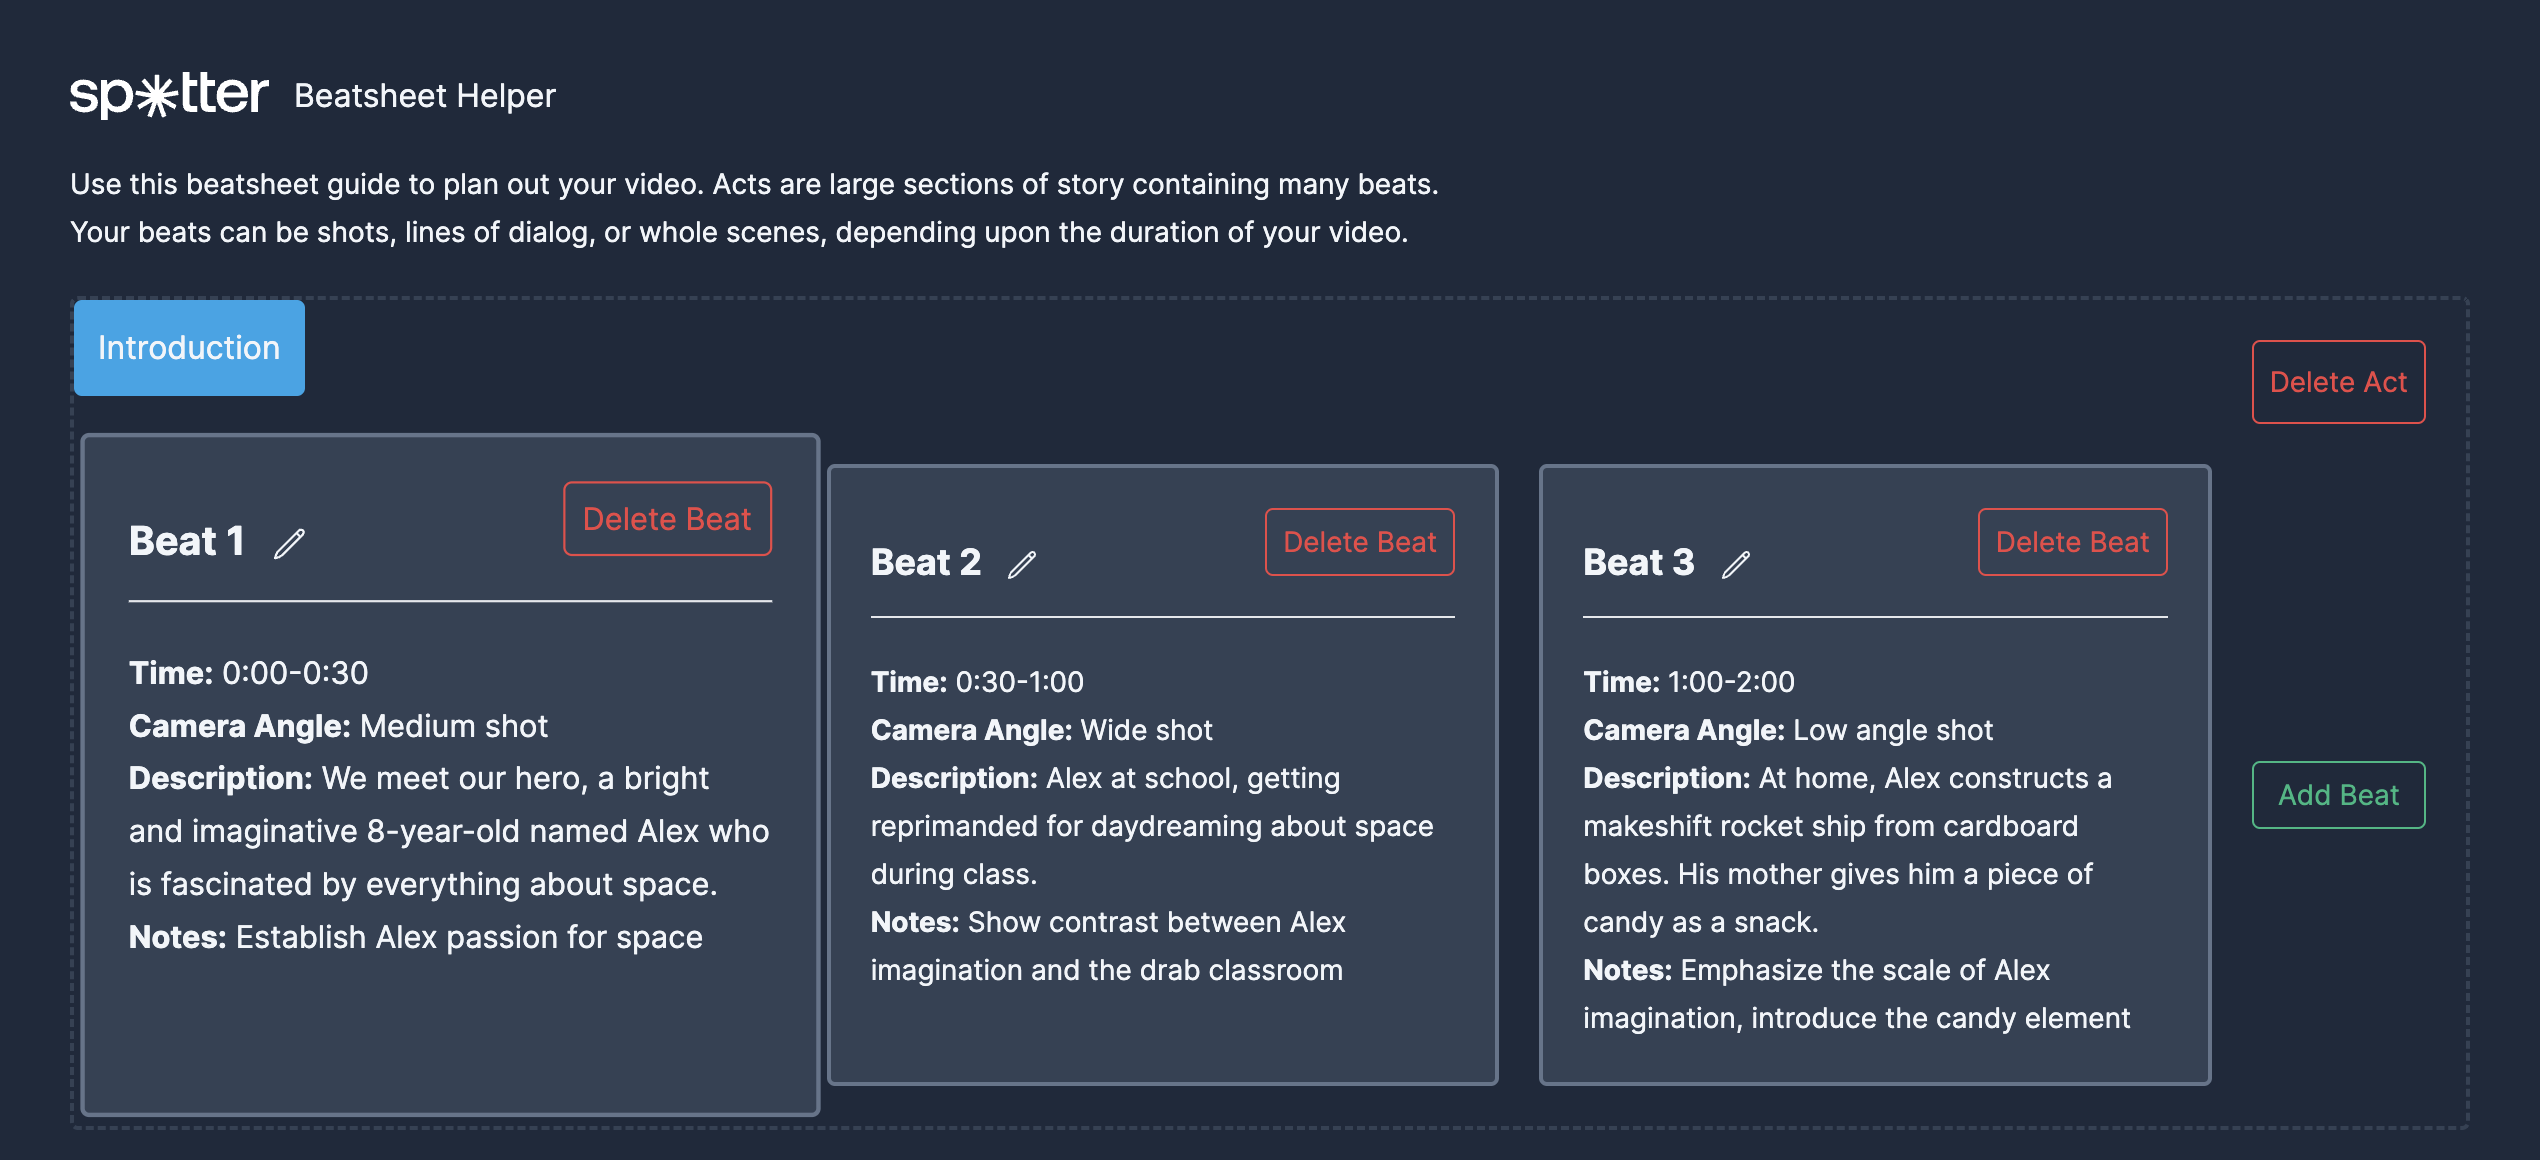 spotter Beatsheet Helper
Use this beatsheet guide to plan out your video. Acts are large sections of story containing many beats.
Your beats can be shots, lines of dialog, or whole scenes, depending upon the duration of your video.
Introduction
Delete Act
Beat 1
Delete Beat
Time: 0:00-0:30
Camera Angle: Medium shot
Description: We meet our hero, a bright
and imaginative 8-year-old named Alex who
is fascinated by everything about space.
Notes: Establish Alex passion for space
Beat 2
Delete Beat
Time: 0:30-1:00
Camera Angle: Wide shot
Description: Alex at school, getting
reprimanded for daydreaming about space
during class.
Notes: Show contrast between Alex
imagination and the drab classroom
Beat 3
Delete Beat
Time: 1:00-2:00
Camera Angle: Low angle shot
Description: At home, Alex constructs a
makeshift rocket ship from cardboard
boxes. His mother gives him a piece of
candy as a snack.
Notes: Emphasize the scale of Alex
imagination, introduce the candy element
Add Beat